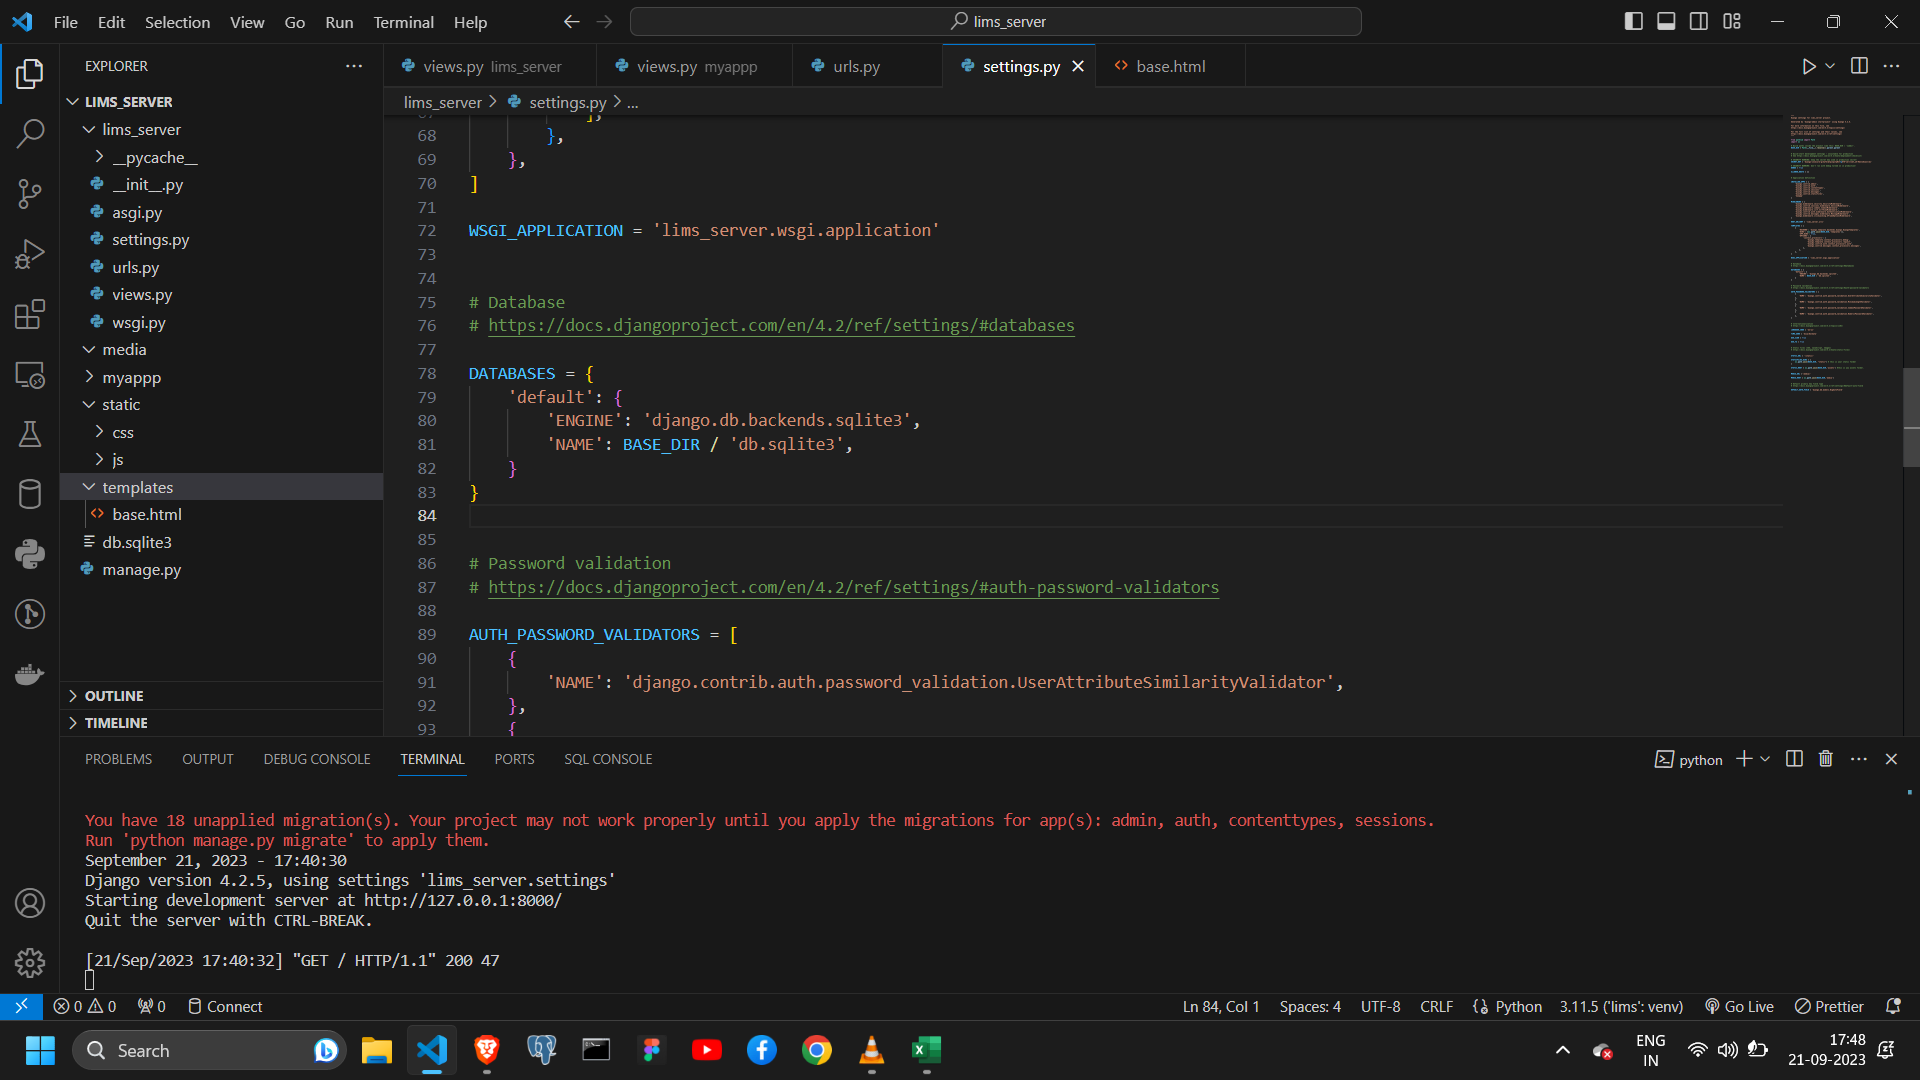 File Edit Selection View Go Run Terminal Help
lims_server
EXPLORER
LIMS_SERVER
lims_server
__pycache__
__init__.py
asgi.py
settings.py
urls.py
views.py
wsgi.py
media
myappp
static
css
js
templates
base.html
db.sqlite3
manage.py
OUTLINE
TIMELINE
views.py lims_server
views.py myappp
urls.py
settings.py
base.html
lims_server > settings.py > ...
67 ],
68 },
69 },
70 ]
71
72 WSGI_APPLICATION = 'lims_server.wsgi.application'
73
74
75 # Database
76 # https://docs.djangoproject.com/en/4.2/ref/settings/#databases
77
78 DATABASES = {
79 'default': {
80 'ENGINE': 'django.db.backends.sqlite3',
81 'NAME': BASE_DIR / 'db.sqlite3',
82 }
83 }
84
85
86 # Password validation
87 # https://docs.djangoproject.com/en/4.2/ref/settings/#auth-password-validators
88
89 AUTH_PASSWORD_VALIDATORS = [
90 {
91 'NAME': 'django.contrib.auth.password_validation.UserAttributeSimilarityValidator',
92 },
93 {
PROBLEMS OUTPUT DEBUG CONSOLE TERMINAL PORTS SQL CONSOLE
python
You have 18 unapplied migration(s). Your project may not work properly until you apply the migrations for app(s): admin, auth, contenttypes, sessions.
Run 'python manage.py migrate' to apply them.
September 21, 2023 - 17:40:30
Django version 4.2.5, using settings 'lims_server.settings'
Starting development server at http://127.0.0.1:8000/
Quit the server with CTRL-BREAK.
[21/Sep/2023 17:40:32] "GET / HTTP/1.1" 200 47
0 0 0 Connect
Ln 84, Col 1 Spaces: 4 UTF-8 CRLF Python 3.11.5 ('lims': venv) Go Live Prettier
Search
ENG
IN
17:48
21-09-2023